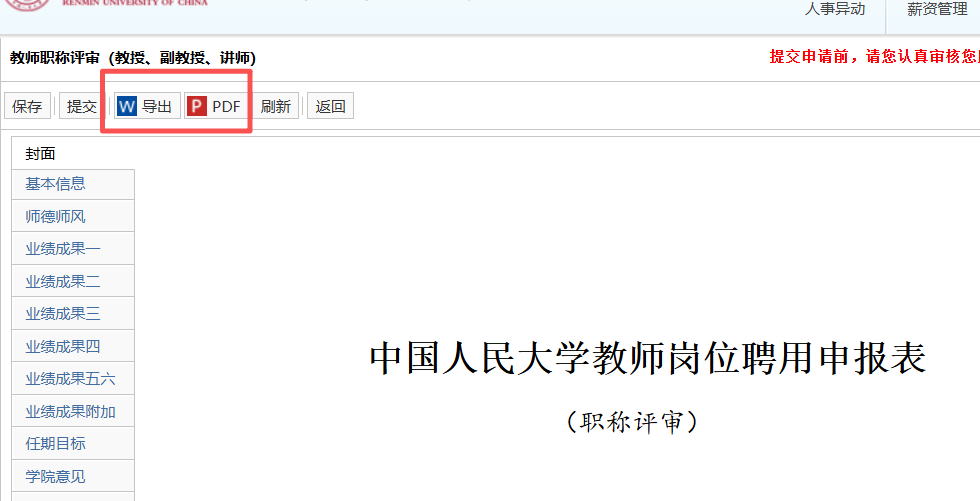 RENMIN UNIVERSITY OF CHINA
人事异动 薪资管理
教师职称评审（教授、副教授、讲师） 提交申请前，请您认真审核您
保存 提交 W 导出 P PDF 刷新 返回
封面
基本信息
师德师风
业绩成果一
业绩成果二
业绩成果三
业绩成果四
业绩成果五六
业绩成果附加
任期目标
学院意见
中国人民大学教师岗位聘用申报表
（职称评审）